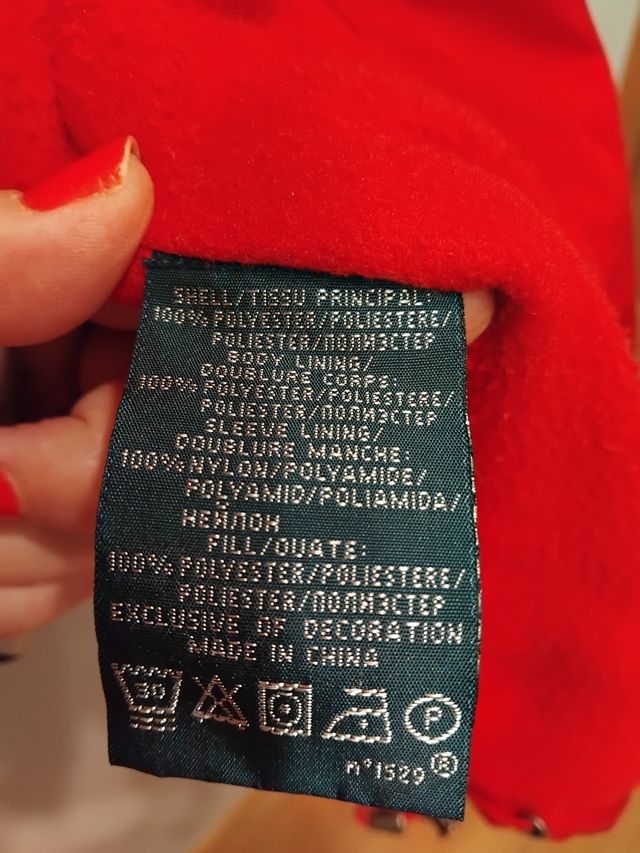 SHELL/TISSU PRINCIPAL:
100% POLYESTER/POLIESTERE/
POLIESTER/ПОЛИЭСТЕР
BODY LINING/
DOUBLURE CORPS:
100% POLYESTER/POLIESTERE/
POLIESTER/ПОЛИЭСТЕР
SLEEVE LINING/
DOUBLURE MANCHE:
100% NYLON/POLYAMIDE/
POLYAMID/POLIAMIDA/
НЕЙЛОН
FILL/OUATE:
100% POLYESTER/POLIESTERE/
POLIESTER/ПОЛИЭСТЕР
EXCLUSIVE OF DECORATION
MADE IN CHINA
30 P
n°1529 ®